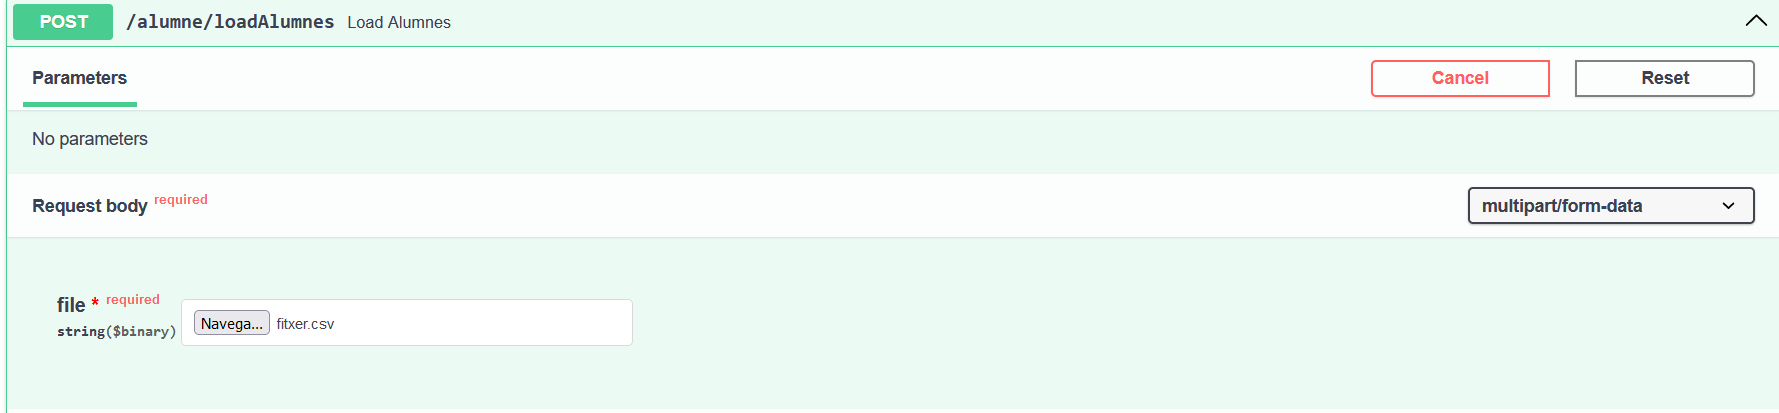 POST /alumne/loadAlumnes Load Alumnes
Parameters Cancel Reset
No parameters
Request body required multipart/form-data
file * required
string($binary) Navega... fitxer.csv